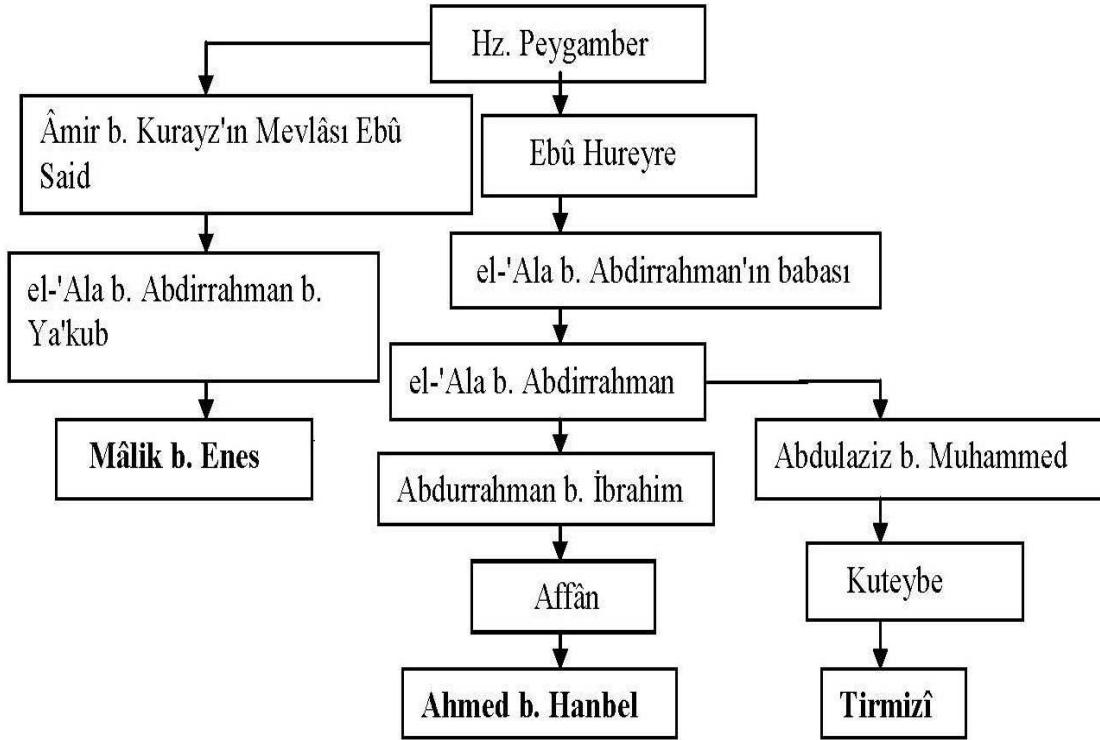 Hz. Peygamber
Âmir b. Kurayz'ın Mevlâsı Ebû
Said
Ebû Hureyre
el-'Ala b. Abdirrahman'ın babası
el-'Ala b. Abdirrahman b.
Ya'kub
el-'Ala b. Abdirrahman
Mâlik b. Enes
Abdulaziz b. Muhammed
Abdurrahman b. İbrahim
Kuteybe
Affân
Ahmed b. Hanbel
Tirmizî